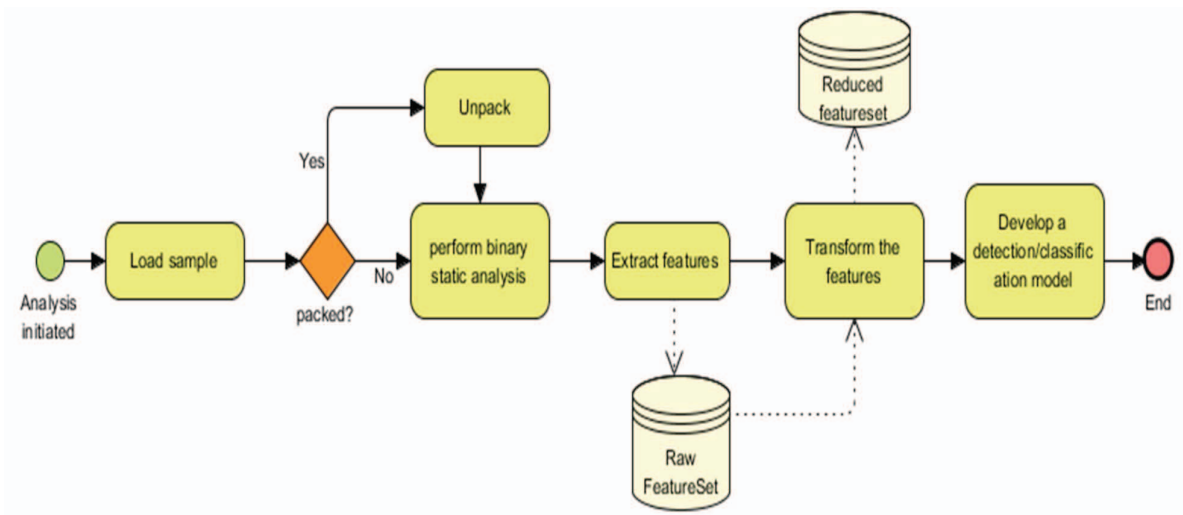 Analysis
initiated
Load sample
packed?
Yes
No
Unpack
perform binary
static analysis
Extract features
Raw
FeatureSet
Transform the
features
Reduced
featureset
Develop a
detection/classific
ation model
End